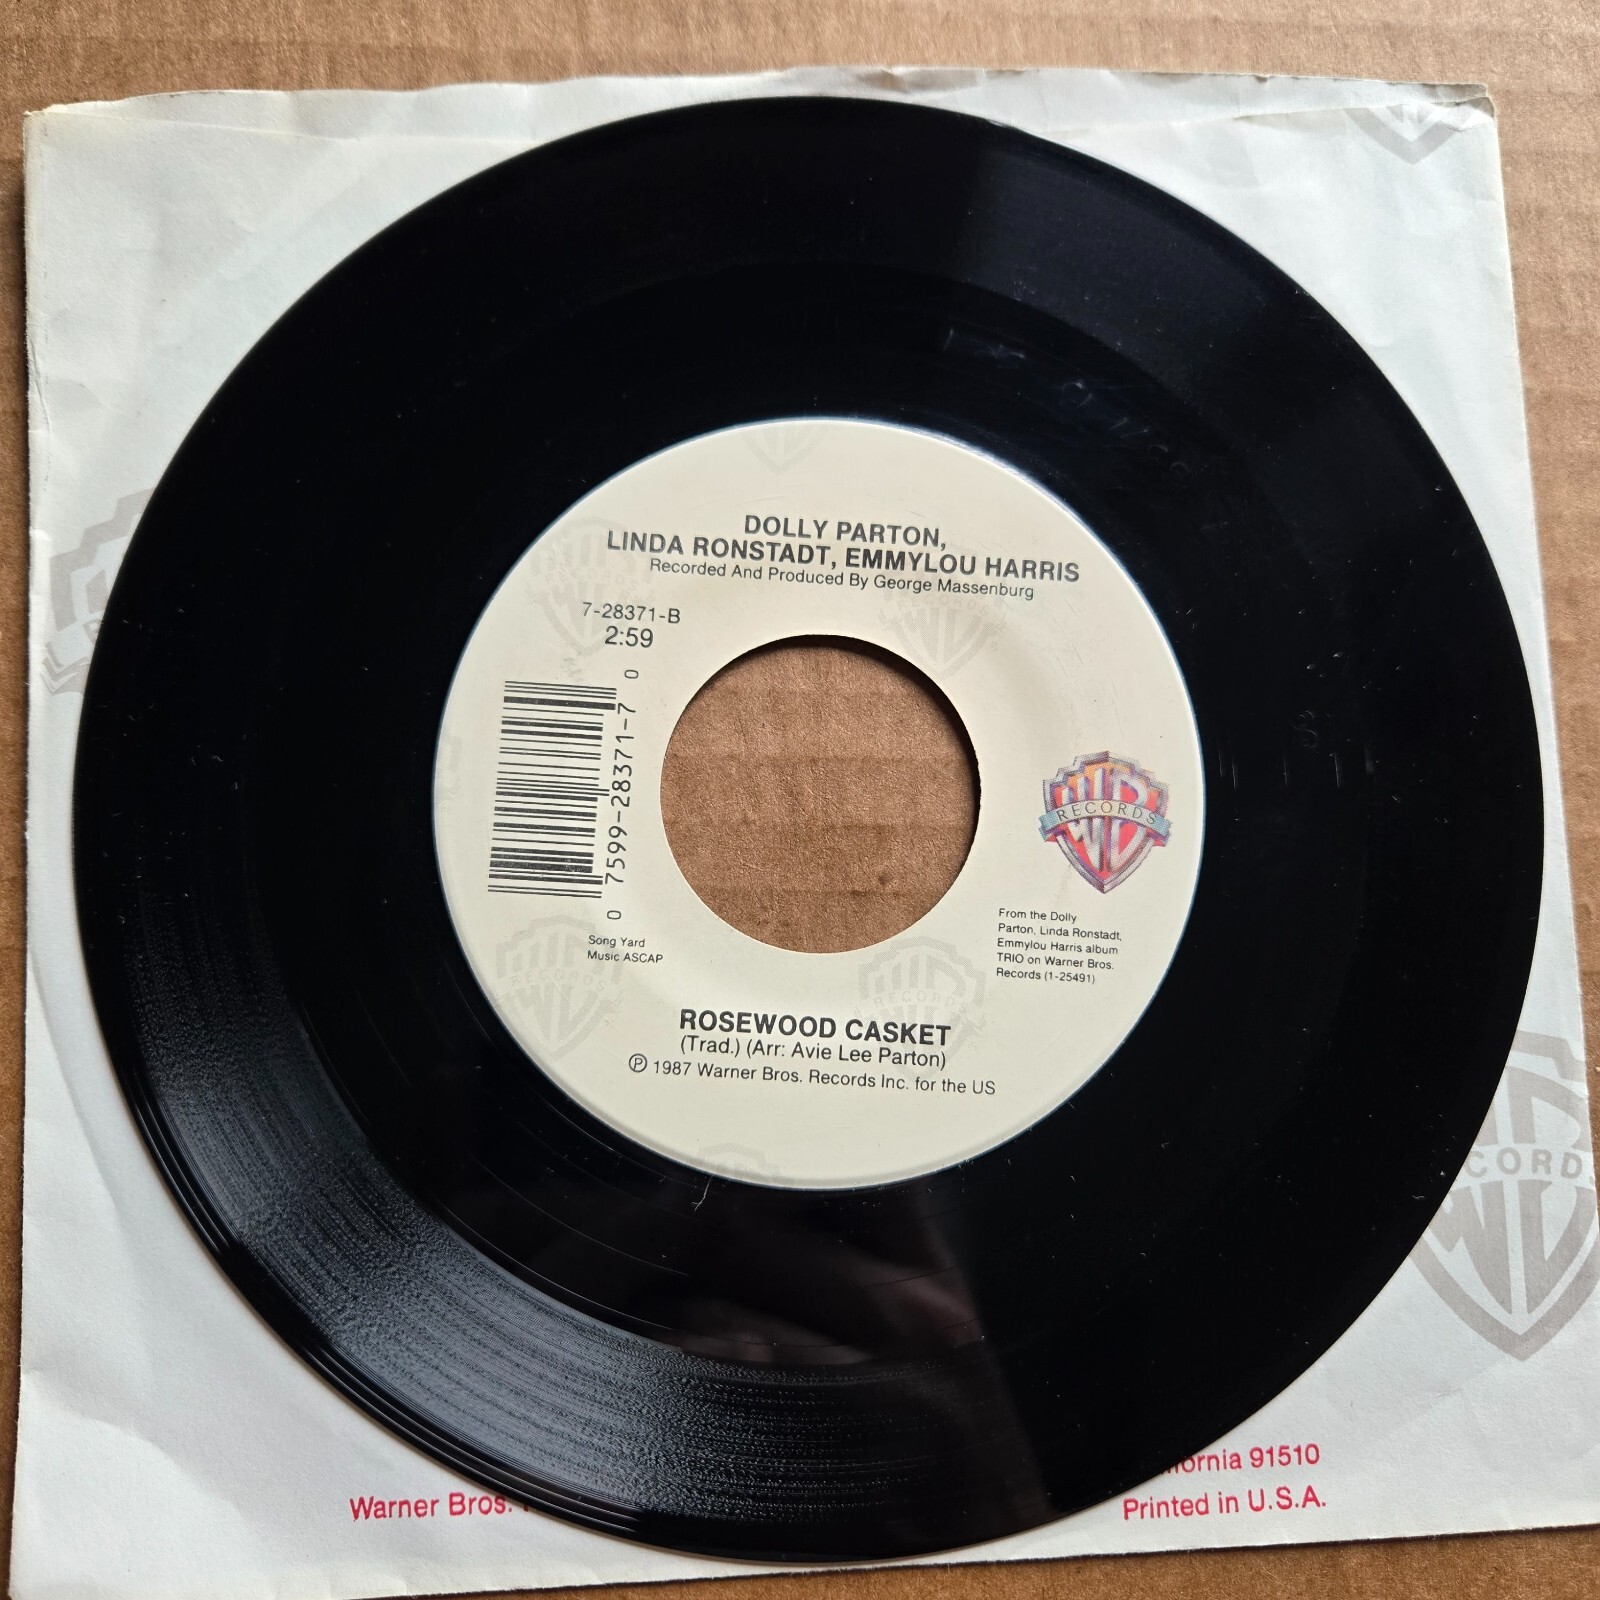 DOLLY PARTON,
LINDA RONSTADT, EMMYLOU HARRIS
Recorded And Produced By George Massenburg
7-28371-B
2:59
0 7599-28371-7 0
WB
RECORDS
From the Dolly
Parton, Linda Ronstadt,
Emmylou Harris album
TRIO on Warner Bros.
Records (1-25491)
Song Yard
Music ASCAP
ROSEWOOD CASKET
(Trad.) (Arr: Avie Lee Parton)
℗ 1987 Warner Bros. Records Inc. for the US
CORD
ornia 91510
Warner Bros.
Printed in U.S.A.